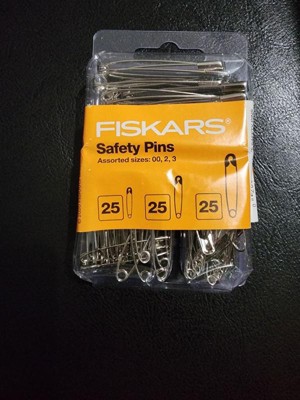 FISKARS®
Safety Pins
Assorted sizes: 00, 2, 3
25 25 25